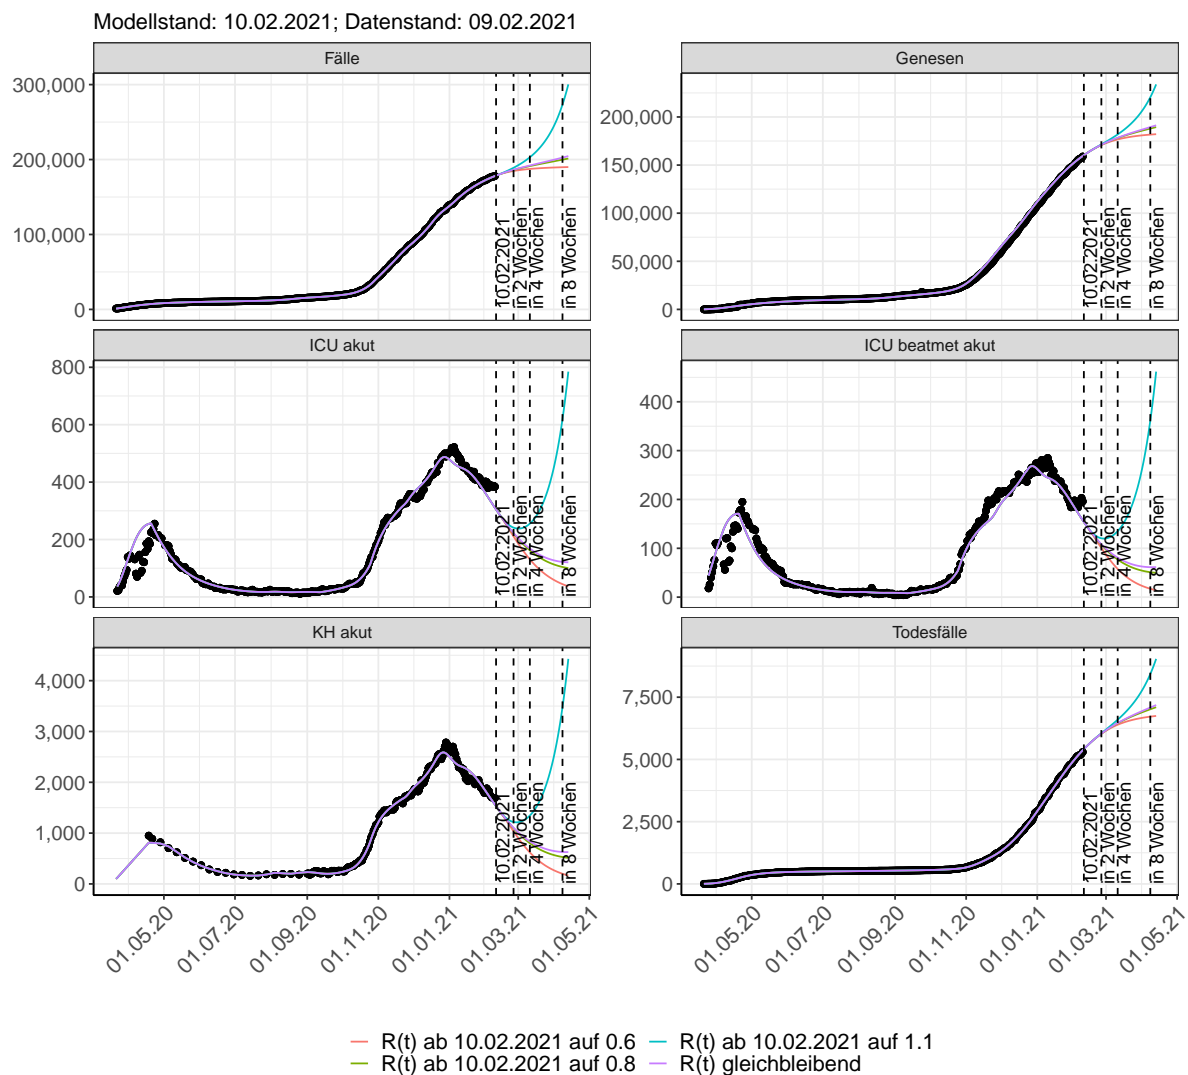 Modellstand: 10.02.2021; Datenstand: 09.02.2021
Fälle
300,000
200,000
100,000
0
10.02.2021
in 2 Wochen
in 4 Wochen
in 8 Wochen
Genesen
200,000
150,000
100,000
50,000
0
10.02.2021
in 2 Wochen
in 4 Wochen
in 8 Wochen
ICU akut
800
600
400
200
0
10.02.2021
in 2 Wochen
in 4 Wochen
in 8 Wochen
ICU beatmet akut
400
300
200
100
0
10.02.2021
in 2 Wochen
in 4 Wochen
in 8 Wochen
KH akut
4,000
3,000
2,000
1,000
0
10.02.2021
in 2 Wochen
in 4 Wochen
in 8 Wochen
01.05.20
01.07.20
01.09.20
01.11.20
01.01.21
01.03.21
01.05.21
Todesfälle
7,500
5,000
2,500
0
10.02.2021
in 2 Wochen
in 4 Wochen
in 8 Wochen
01.05.20
01.07.20
01.09.20
01.11.20
01.01.21
01.03.21
01.05.21
R(t) ab 10.02.2021 auf 0.6
R(t) ab 10.02.2021 auf 1.1
R(t) ab 10.02.2021 auf 0.8
R(t) gleichbleibend